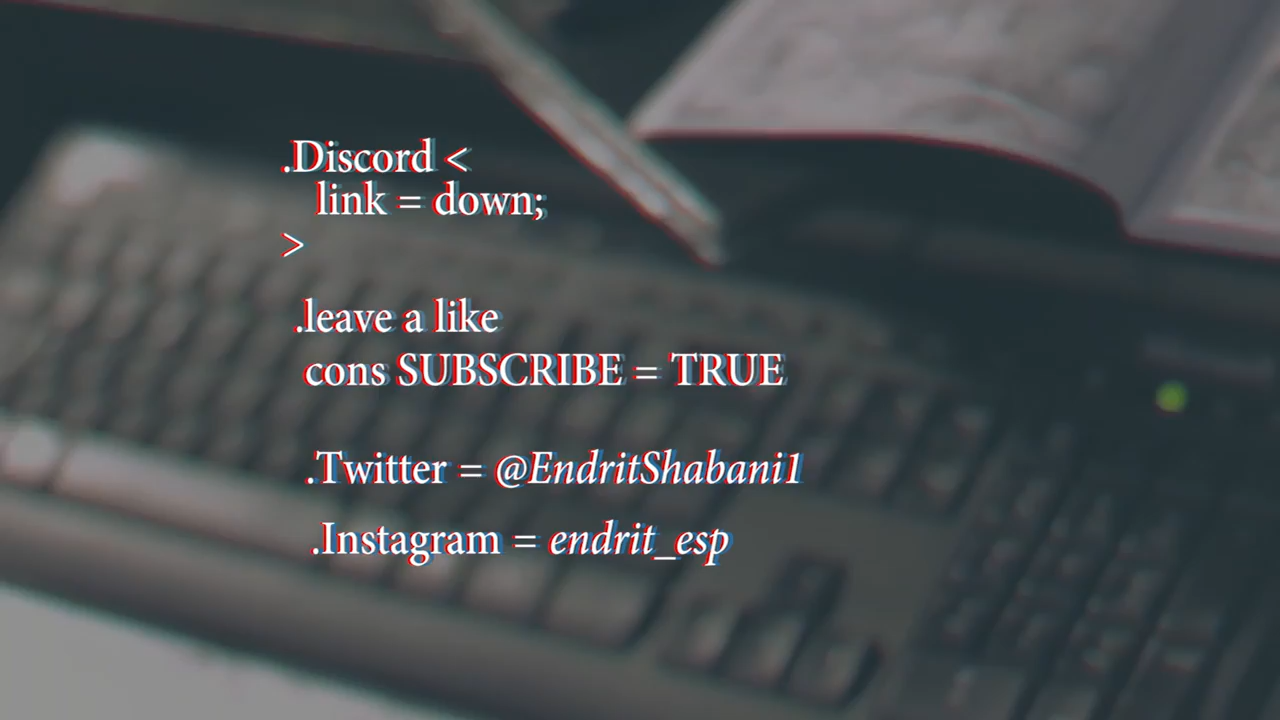 .Discord <
link = down;
>
.leave a like
cons SUBSCRIBE = TRUE
.Twitter = @EndritShabani1
.Instagram = endrit_esp